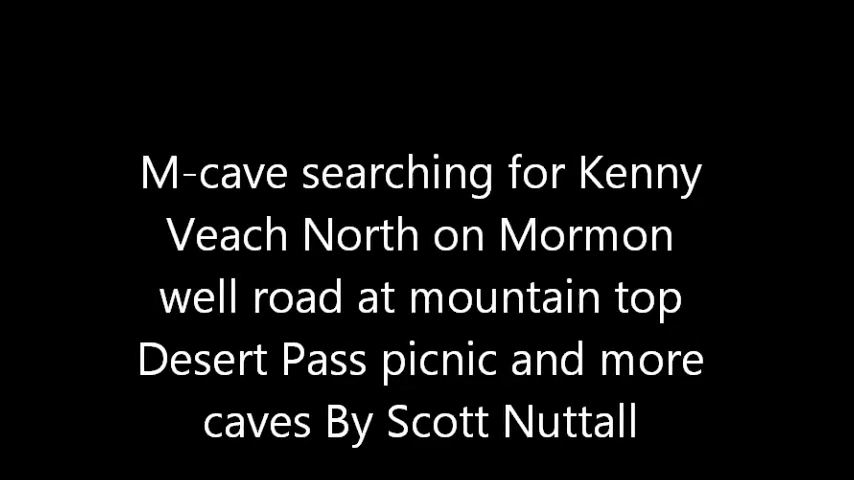 M-cave searching for Kenny
Veach North on Mormon
well road at mountain top
Desert Pass picnic and more
caves By Scott Nuttall